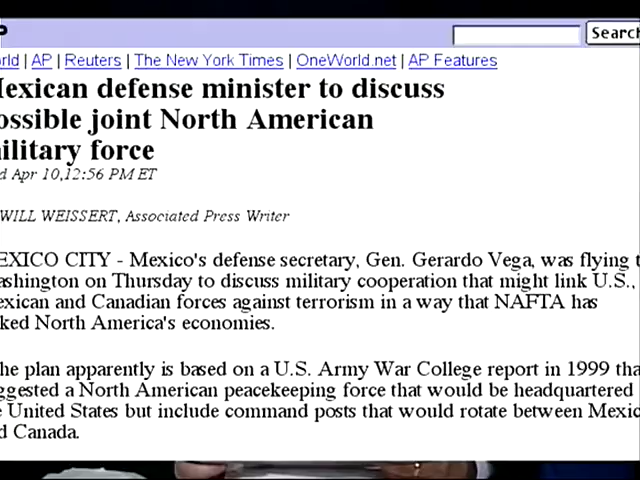 P
Search
rld | AP | Reuters | The New York Times | OneWorld.net | AP Features
exican defense minister to discuss
ossible joint North American
ilitary force
d Apr 10,12:56 PM ET
WILL WEISSERT, Associated Press Writer
EXICO CITY - Mexico's defense secretary, Gen. Gerardo Vega, was flying t
ashington on Thursday to discuss military cooperation that might link U.S.,
exican and Canadian forces against terrorism in a way that NAFTA has
ked North America's economies.
he plan apparently is based on a U.S. Army War College report in 1999 tha
ggested a North American peacekeeping force that would be headquartered
e United States but include command posts that would rotate between Mexic
d Canada.